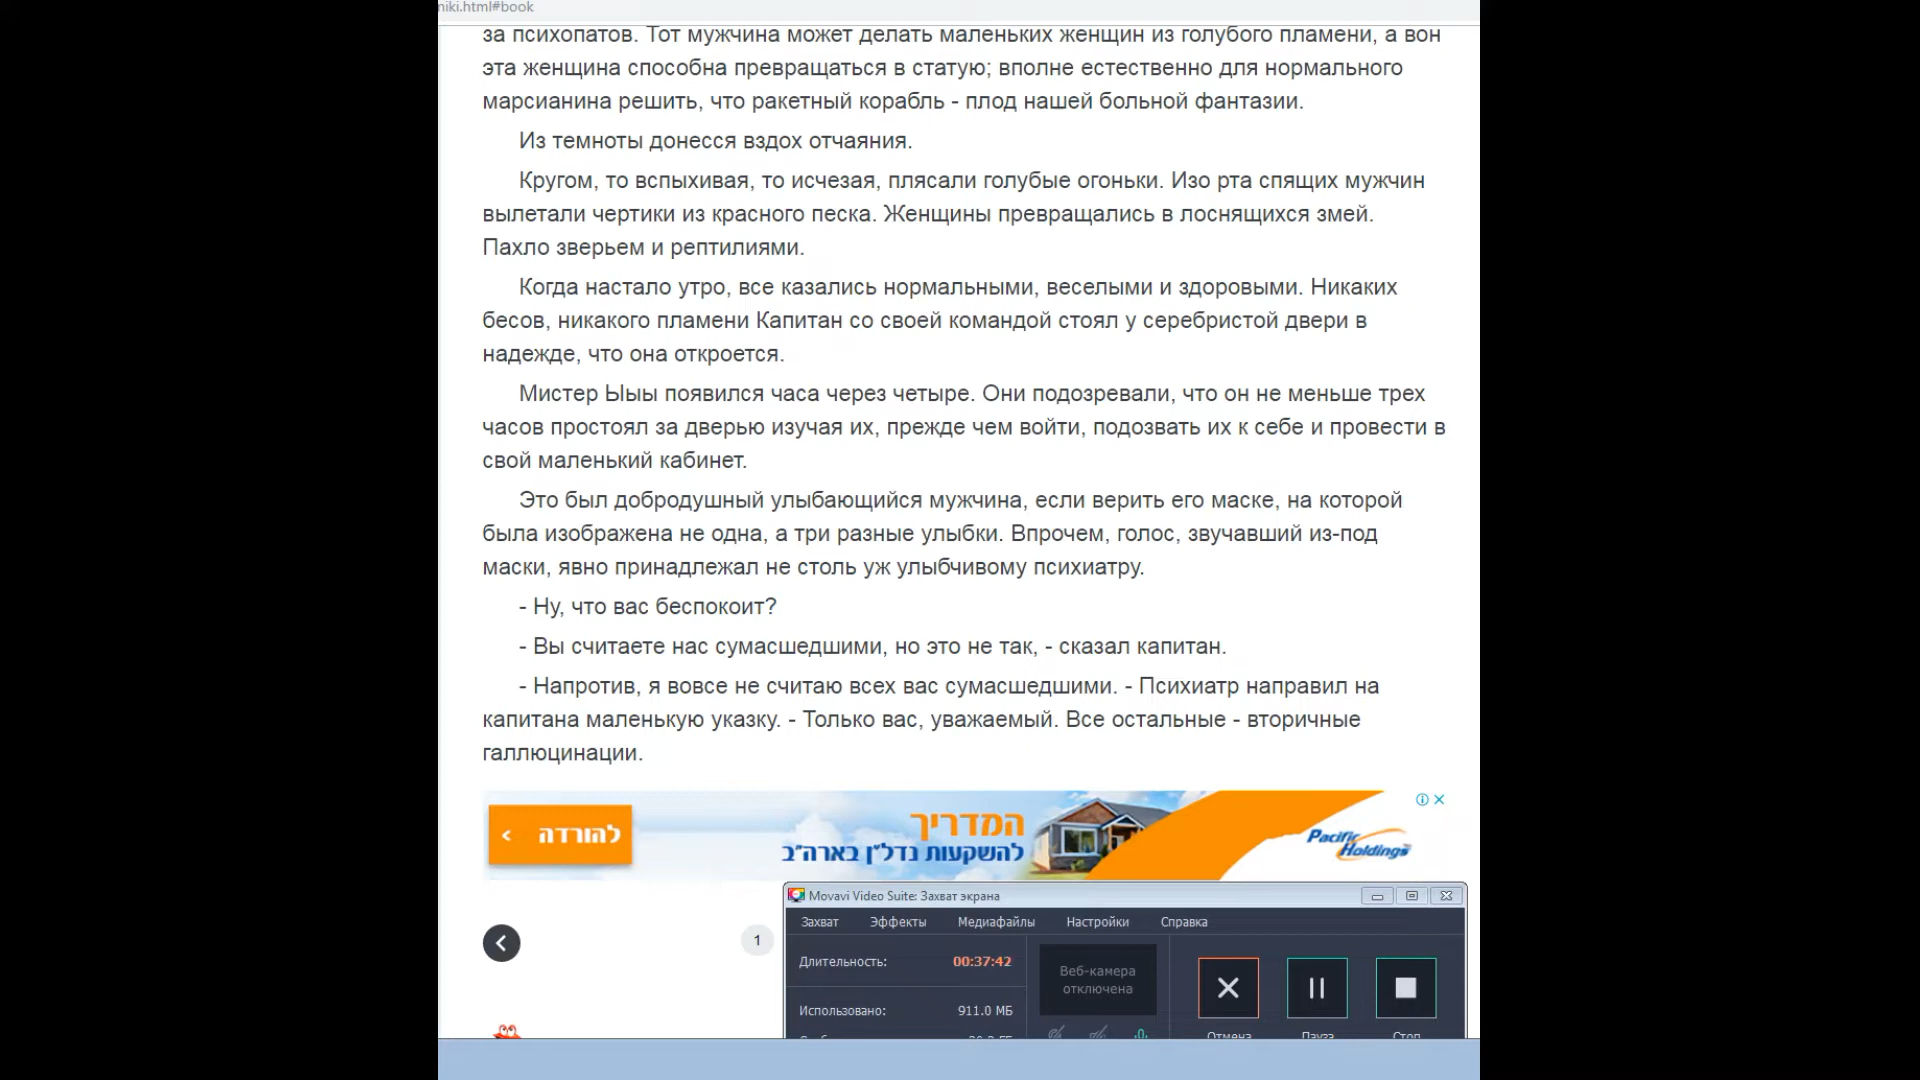 niki.html#book
за психопатов. Тот мужчина может делать маленьких женщин из голубого пламени, а вон
эта женщина способна превращаться в статую; вполне естественно для нормального
марсианина решить, что ракетный корабль - плод нашей больной фантазии.
Из темноты донесся вздох отчаяния.
Кругом, то вспыхивая, то исчезая, плясали голубые огоньки. Изо рта спящих мужчин
вылетали чертики из красного песка. Женщины превращались в лоснящихся змей.
Пахло зверьем и рептилиями.
Когда настало утро, все казались нормальными, веселыми и здоровыми. Никаких
бесов, никакого пламени Капитан со своей командой стоял у серебристой двери в
надежде, что она откроется.
Мистер Ыыы появился часа через четыре. Они подозревали, что он не меньше трех
часов простоял за дверью изучая их, прежде чем войти, подозвать их к себе и провести в
свой маленький кабинет.
Это был добродушный улыбающийся мужчина, если верить его маске, на которой
была изображена не одна, а три разные улыбки. Впрочем, голос, звучавший из-под
маски, явно принадлежал не столь уж улыбчивому психиатру.
- Ну, что вас беспокоит?
- Вы считаете нас сумасшедшими, но это не так, - сказал капитан.
- Напротив, я вовсе не считаю всех вас сумасшедшими. - Психиатр направил на
капитана маленькую указку. - Только вас, уважаемый. Все остальные - вторичные
галлюцинации.
להורדה >
המדריך
להשקעות נדל"ן בארה"ב
Pacific
Holdings
1
Movavi Video Suite: Захват экрана
Захват Эффекты Медиафайлы Настройки Справка
Длительность: 00:37:42
Веб-камера
отключена
Использовано: 911.0 МБ
Отмена Пауза Стоп